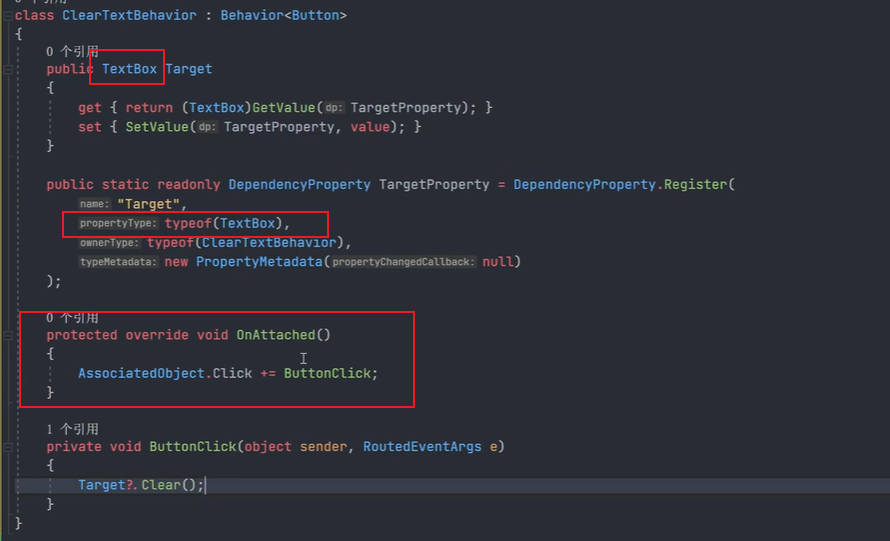 class ClearTextBehavior : Behavior<Button>
{
0 个引用
public TextBox Target
{
get { return (TextBox)GetValue(dp: TargetProperty); }
set { SetValue(dp: TargetProperty, value); }
}
public static readonly DependencyProperty TargetProperty = DependencyProperty.Register(
name: "Target",
propertyType: typeof(TextBox),
ownerType: typeof(ClearTextBehavior),
typeMetadata: new PropertyMetadata(propertyChangedCallback: null)
);
0 个引用
protected override void OnAttached()
{
AssociatedObject.Click += ButtonClick;
}
1 个引用
private void ButtonClick(object sender, RoutedEventArgs e)
{
Target?.Clear();
}
}